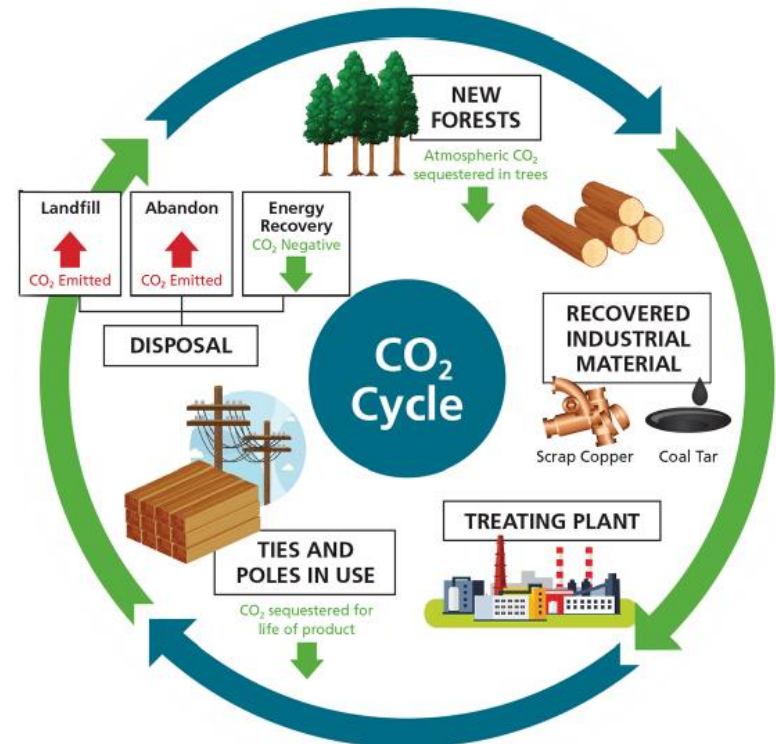 NEW
FORESTS
Atmospheric CO₂
sequestered in trees
RECOVERED
INDUSTRIAL
MATERIAL
Scrap Copper
Coal Tar
TREATING PLANT
TIES AND
POLES IN USE
CO₂ sequestered for
life of product
DISPOSAL
Landfill
CO₂ Emitted
Abandon
CO₂ Emitted
Energy
Recovery
CO₂ Negative
CO₂
Cycle